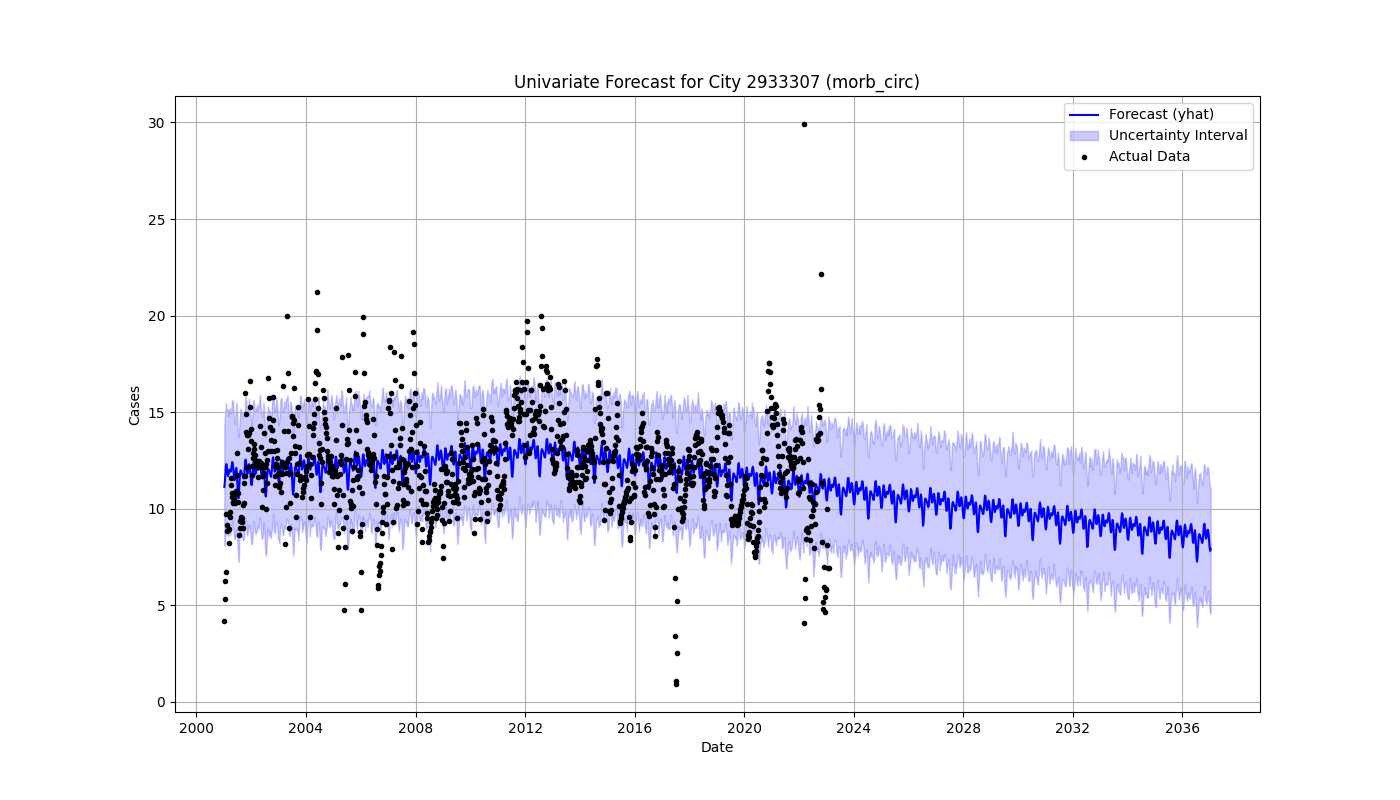 Univariate Forecast for City 2933307 (morb_circ)
Forecast (yhat)
Uncertainty Interval
Actual Data
Cases
30
25
20
15
10
5
0
2000 2004 2008 2012 2016 2020 2024 2028 2032 2036
Date